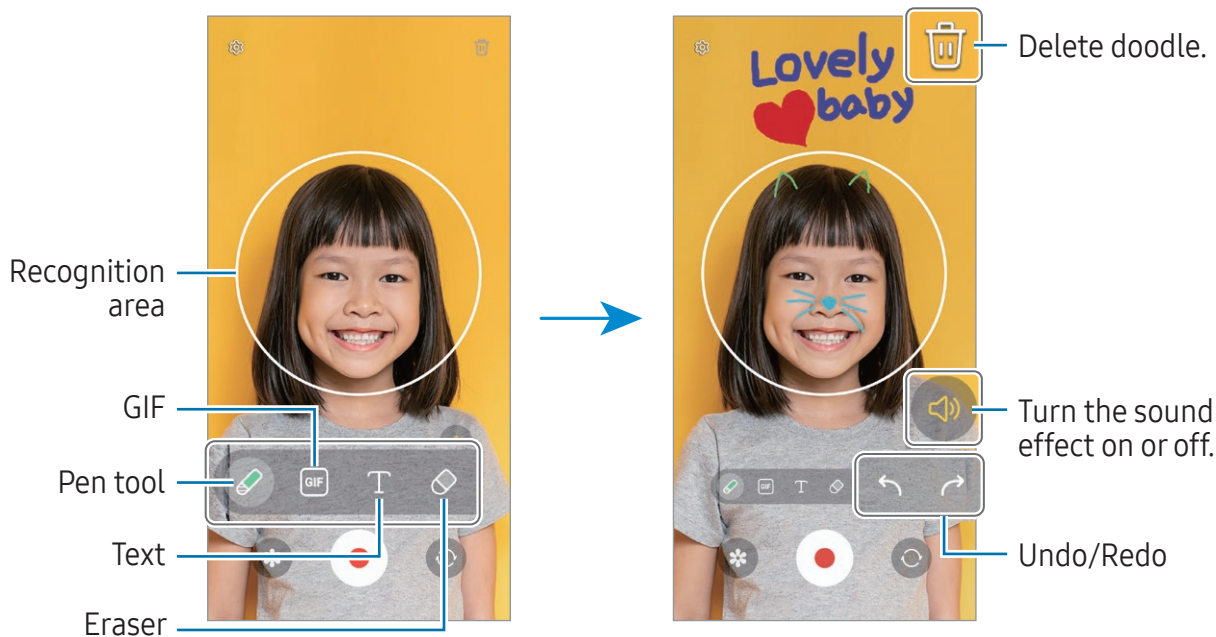 Lovely
baby
Delete doodle.
Recognition
area
GIF
Pen tool
Text
Eraser
GIF
T
GIF
T
Turn the sound
effect on or off.
Undo/Redo